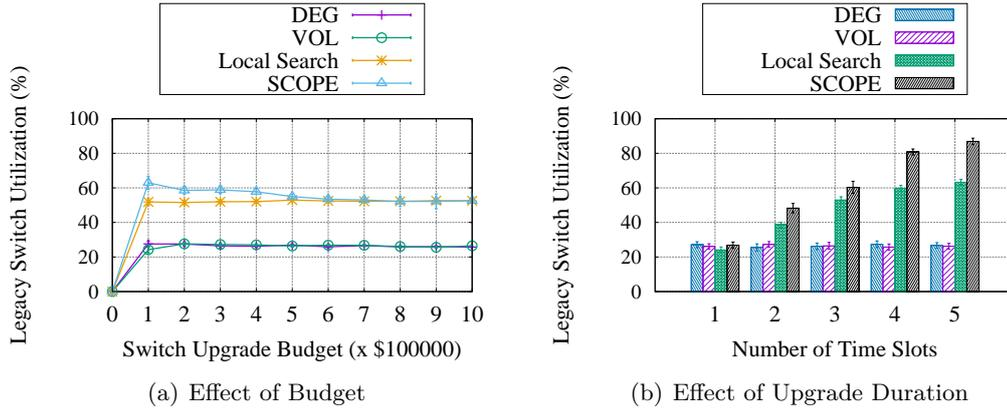 DEG
VOL
Local Search
SCOPE
Legacy Switch Utilization (%)
100
80
60
40
20
0
0 1 2 3 4 5 6 7 8 9 10
Switch Upgrade Budget (x $100000)
(a) Effect of Budget
DEG
VOL
Local Search
SCOPE
Legacy Switch Utilization (%)
100
80
60
40
20
0
1 2 3 4 5
Number of Time Slots
(b) Effect of Upgrade Duration